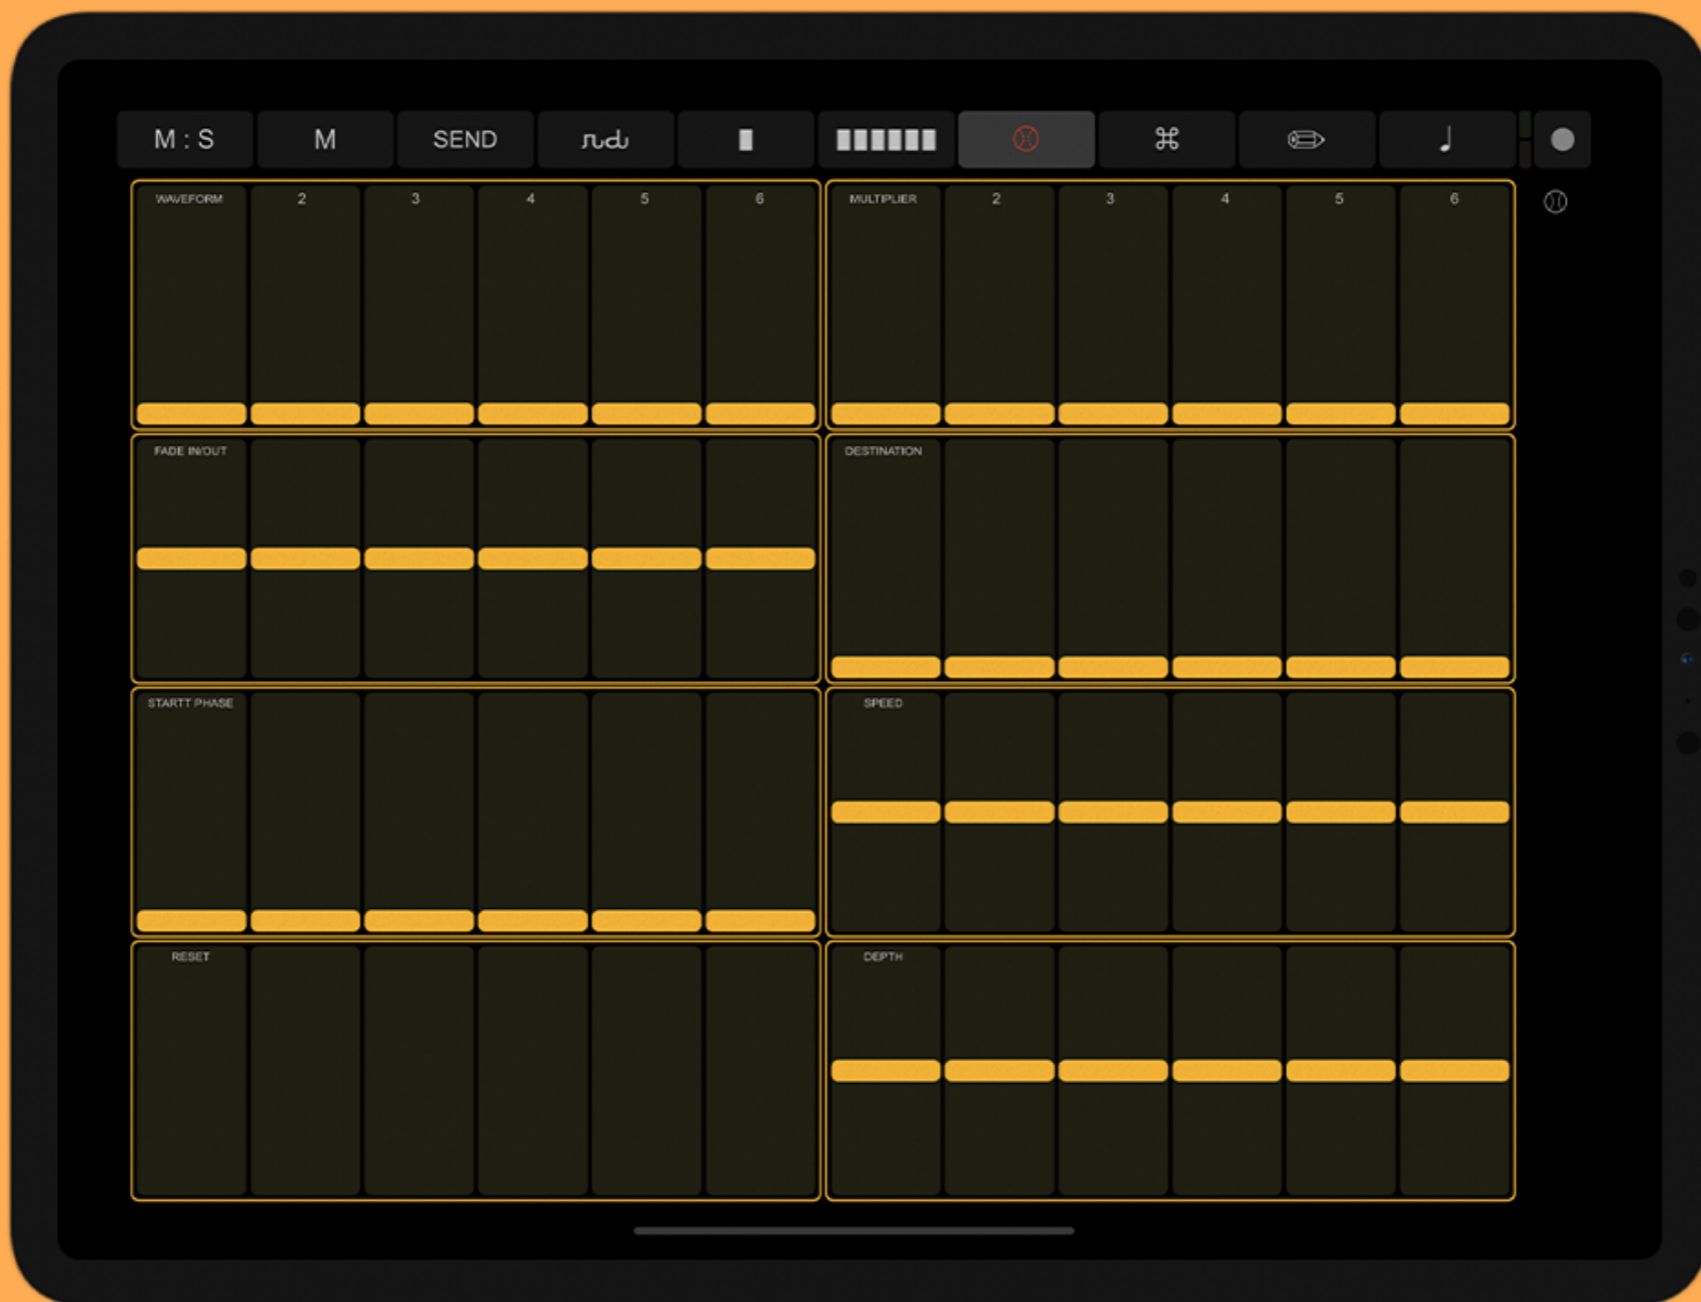 M : S M SEND
WAVEFORM 2 3 4 5 6 MULTIPLIER 2 3 4 5 6
FADE IN/OUT DESTINATION
STARTT PHASE SPEED
RESET DEPTH